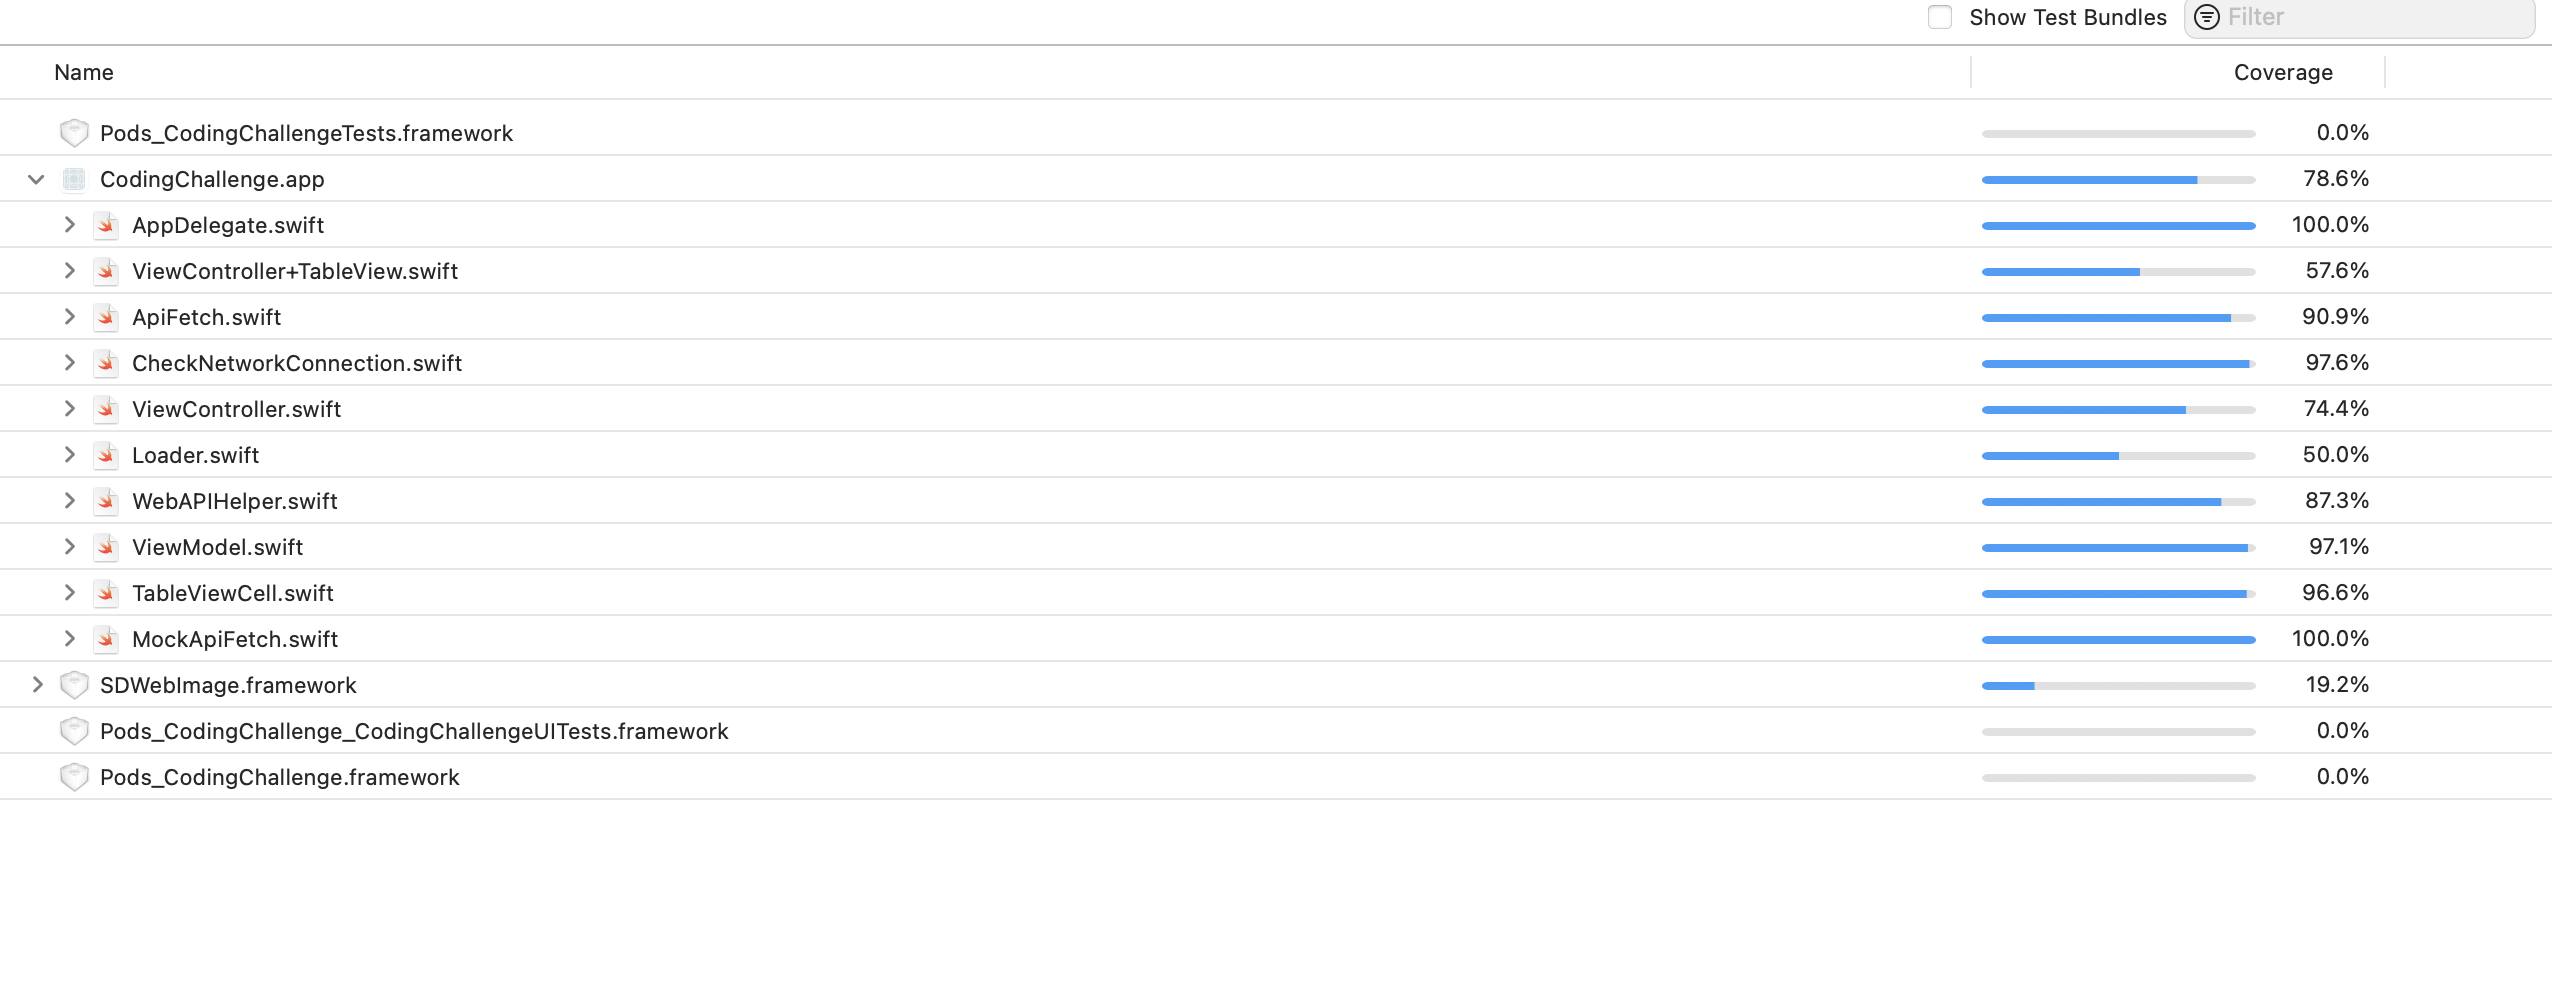 Show Test Bundles Filter
Name Coverage
Pods_CodingChallengeTests.framework 0.0%
CodingChallenge.app 78.6%
AppDelegate.swift 100.0%
ViewController+TableView.swift 57.6%
ApiFetch.swift 90.9%
CheckNetworkConnection.swift 97.6%
ViewController.swift 74.4%
Loader.swift 50.0%
WebAPIHelper.swift 87.3%
ViewModel.swift 97.1%
TableViewCell.swift 96.6%
MockApiFetch.swift 100.0%
SDWebImage.framework 19.2%
Pods_CodingChallenge_CodingChallengeUITests.framework 0.0%
Pods_CodingChallenge.framework 0.0%